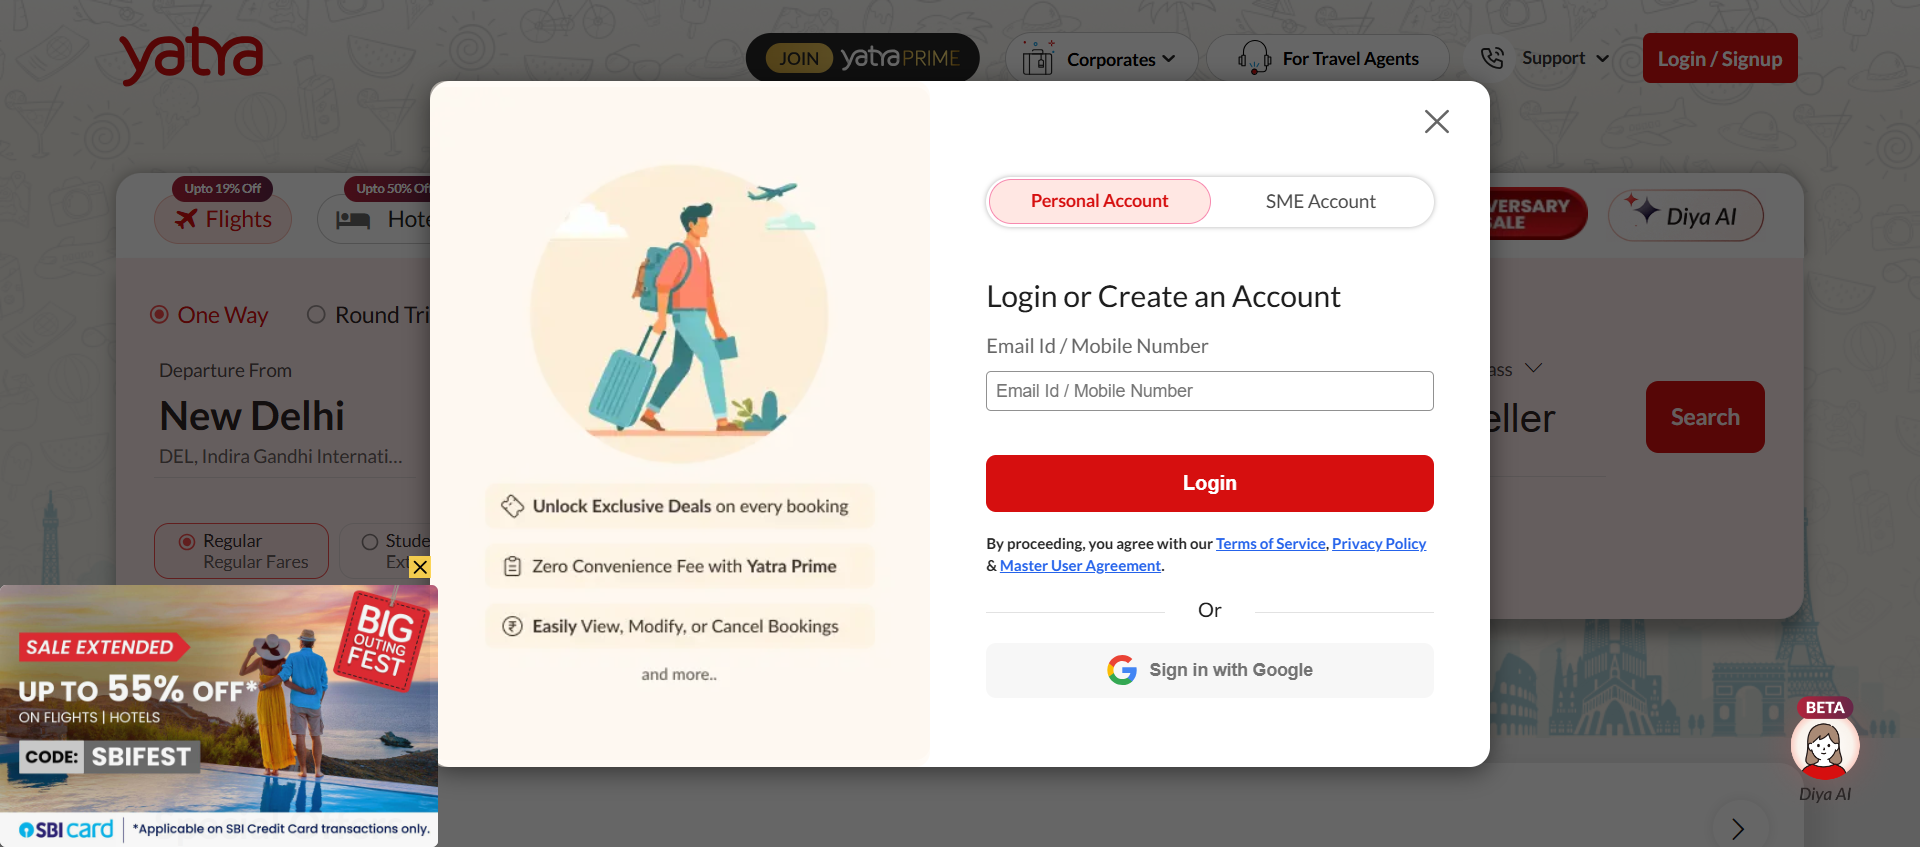 yatra
JOIN yatra PRIME
Corporates
For Travel Agents
Support
Login / Signup
Upto 19% Off
Flights
Upto 50% Of
Hote
VERSARY
ALE
Diya AI
One Way
Round Tri
Departure From
New Delhi
DEL, Indira Gandhi Internati...
Regular
Regular Fares
Stude
Ext
ass
eller
Search
Unlock Exclusive Deals on every booking
Zero Convenience Fee with Yatra Prime
Easily View, Modify, or Cancel Bookings
and more..
Personal Account
SME Account
Login or Create an Account
Email Id / Mobile Number
Email Id / Mobile Number
Login
By proceeding, you agree with our Terms of Service, Privacy Policy
& Master User Agreement.
Or
Sign in with Google
SALE EXTENDED
BIG
OUTING
FEST
UP TO 55% OFF*
ON FLIGHTS | HOTELS
CODE: SBIFEST
SBI card
*Applicable on SBI Credit Card transactions only.
BETA
Diya AI